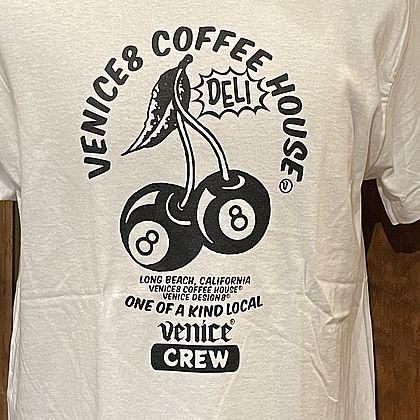 VENICE8 COFFEE HOUSE
V
DELI
8
8
LONG BEACH, CALIFORNIA
VENICE8 COFFEE HOUSE®
VENICE DESIGN8®
ONE OF A KIND LOCAL
venice®
CREW